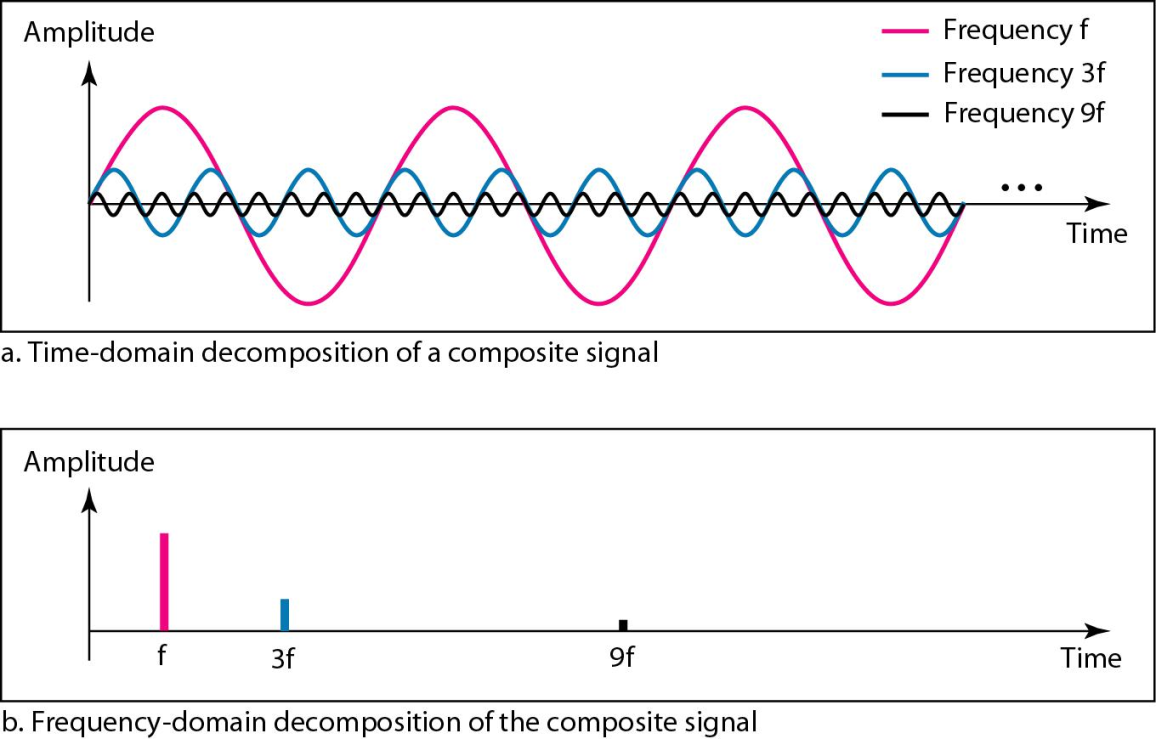 Amplitude
Frequency f
Frequency 3f
Frequency 9f
...
Time
a. Time-domain decomposition of a composite signal
Amplitude
f
3f
9f
Time
b. Frequency-domain decomposition of the composite signal